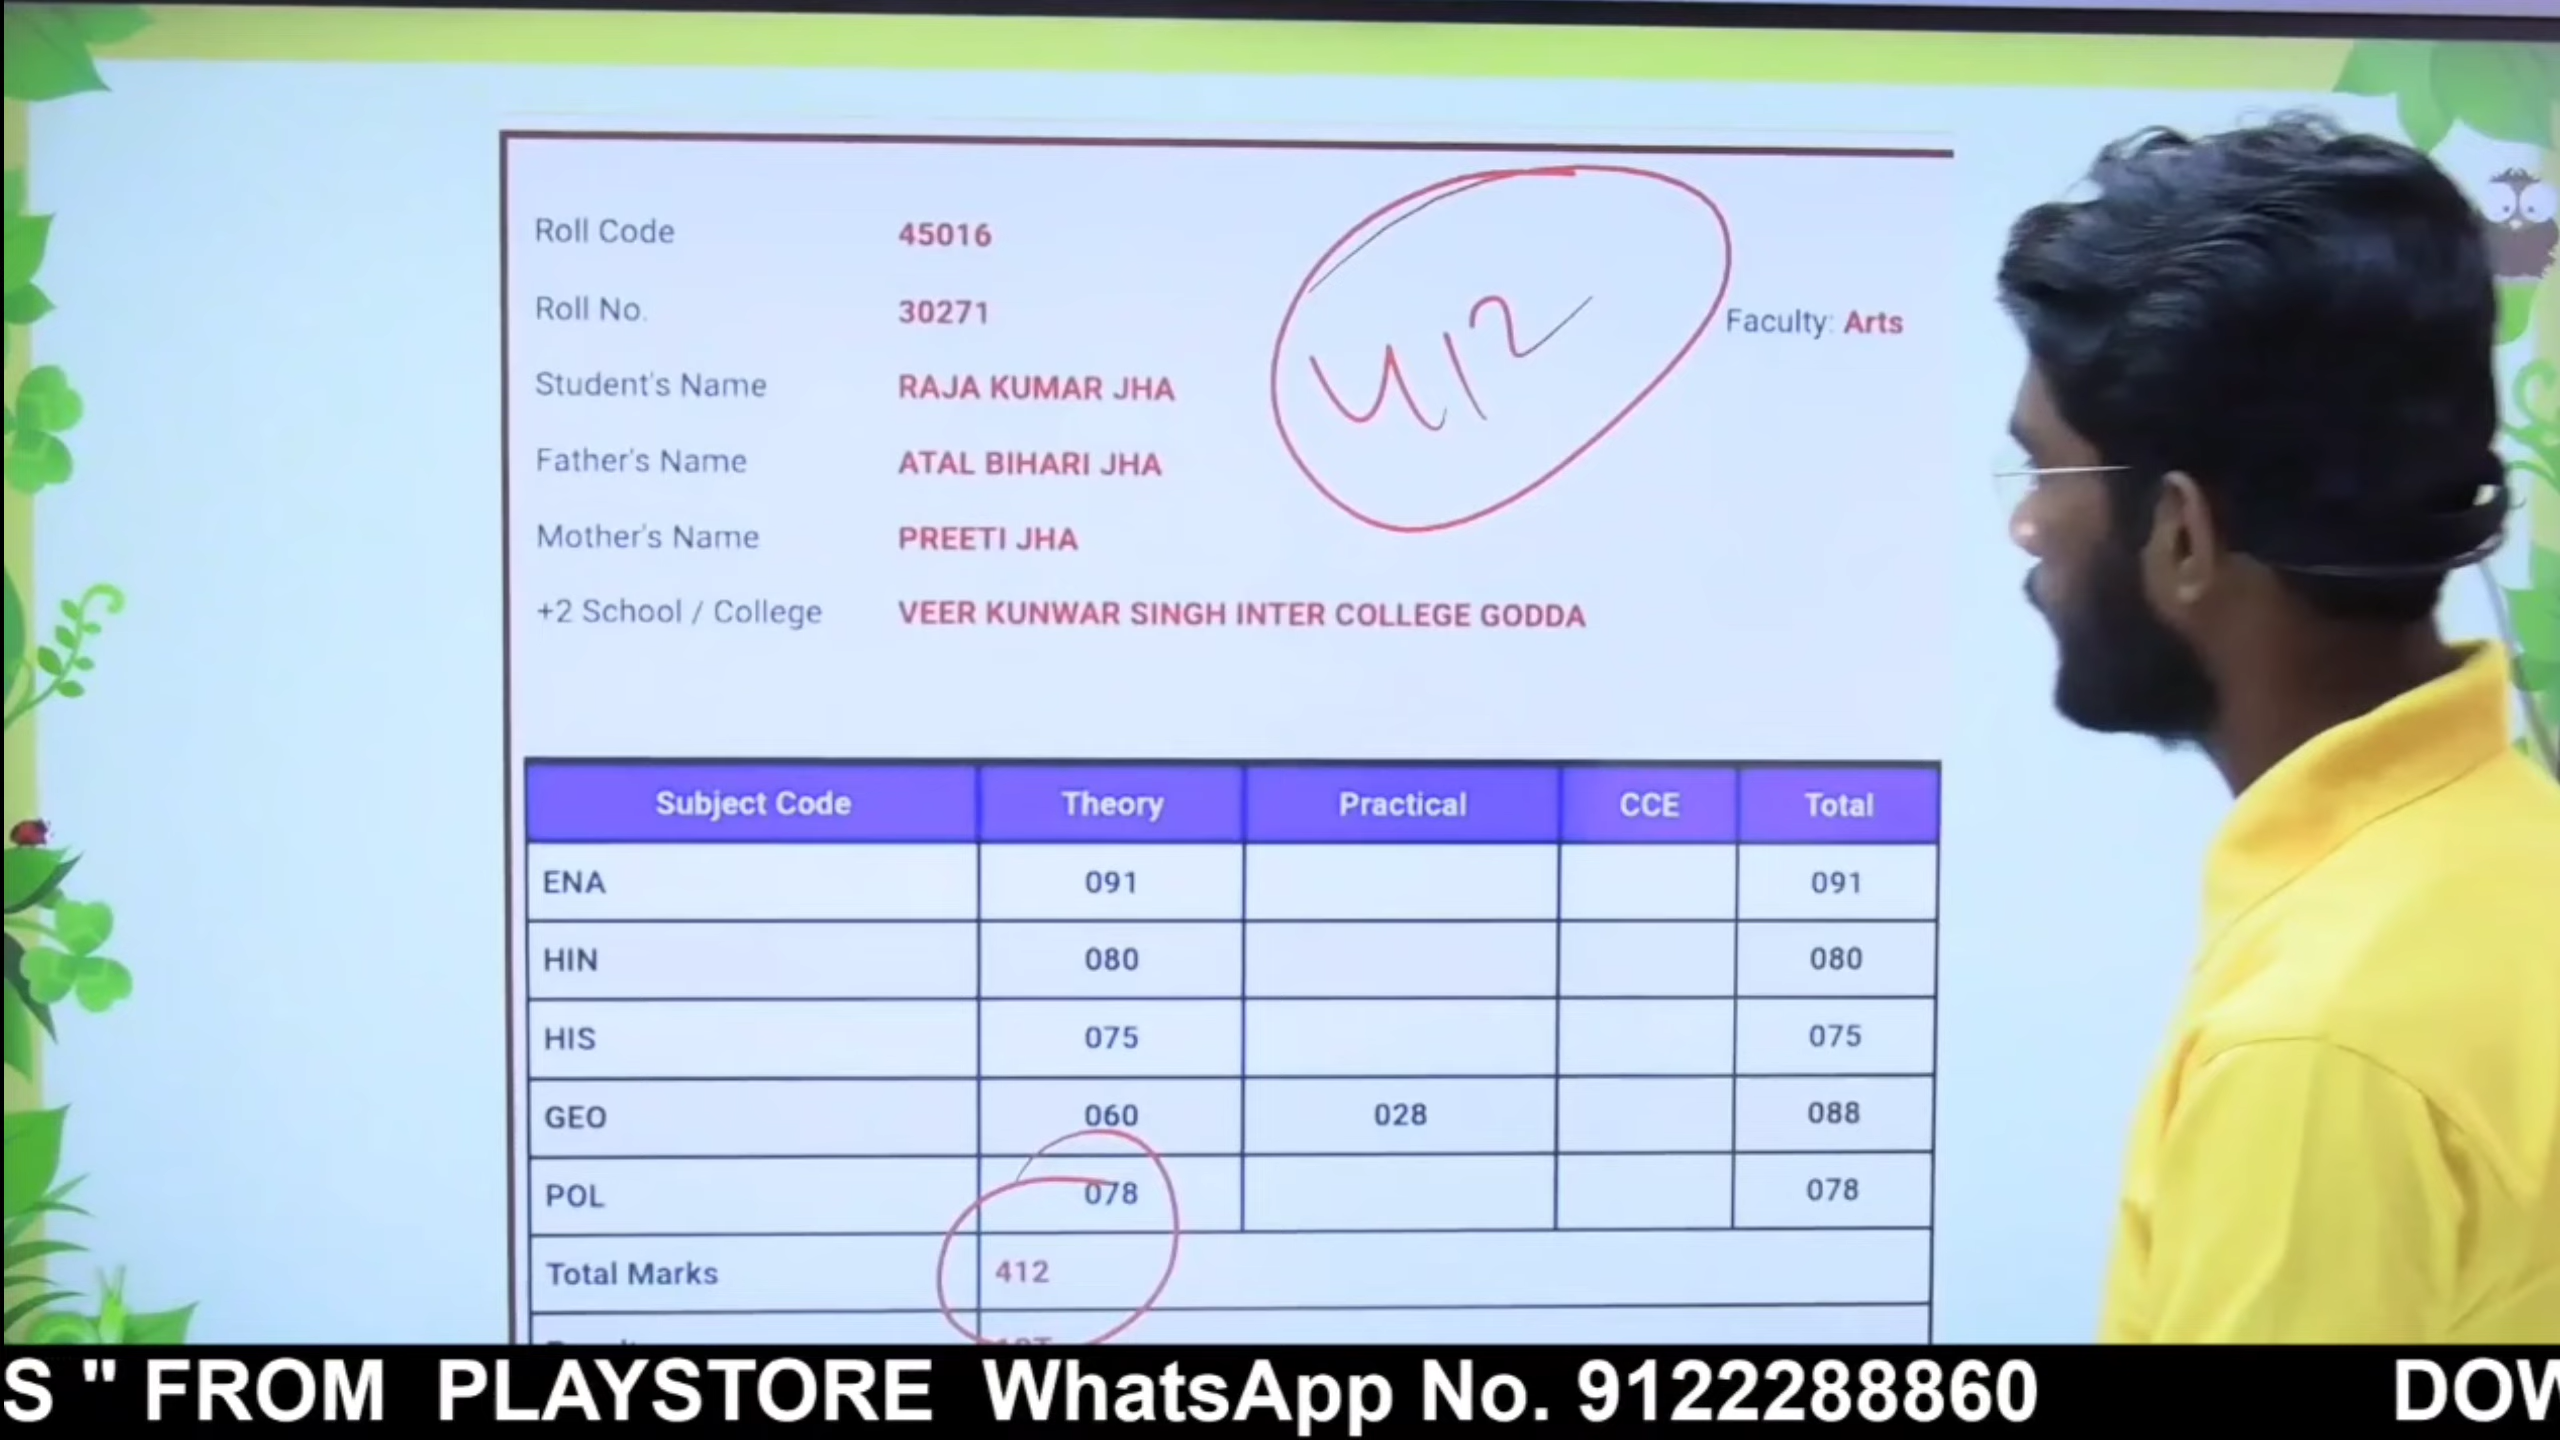 Roll Code 45016
Roll No. 30271
412
Faculty: Arts
Student's Name RAJA KUMAR JHA
Father's Name ATAL BIHARI JHA
Mother's Name PREETI JHA
+2 School / College VEER KUNWAR SINGH INTER COLLEGE GODDA
Subject Code Theory Practical CCE Total
ENA 091 091
HIN 080 080
HIS 075 075
GEO 060 028 088
POL 078 078
Total Marks 412
S " FROM PLAYSTORE WhatsApp No. 9122288860 DOW